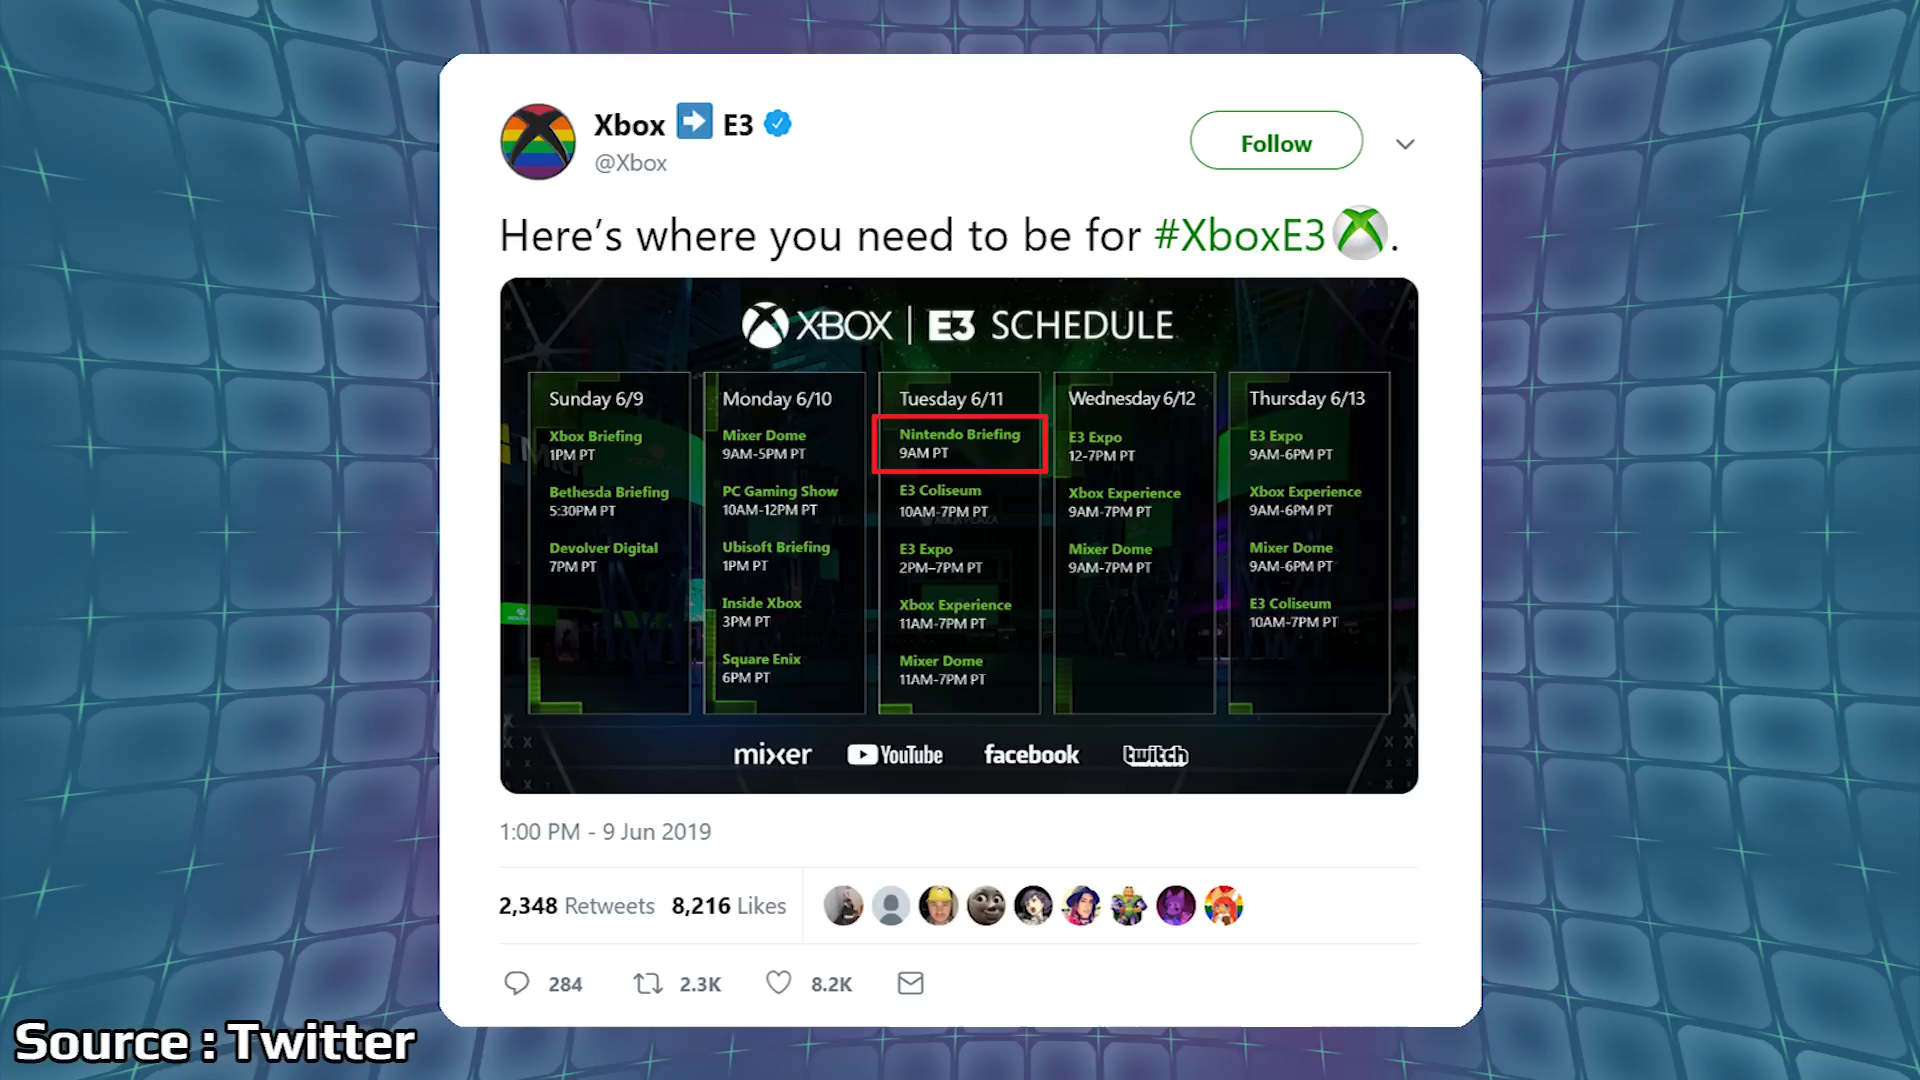 Xbox ➡ E3
@Xbox
Follow
Here's where you need to be for #XboxE3.
XBOX | E3 SCHEDULE
Sunday 6/9
Xbox Briefing
1PM PT
Bethesda Briefing
5:30PM PT
Devolver Digital
7PM PT
Monday 6/10
Mixer Dome
9AM-5PM PT
PC Gaming Show
10AM-12PM PT
Ubisoft Briefing
1PM PT
Inside Xbox
3PM PT
Square Enix
6PM PT
Tuesday 6/11
Nintendo Briefing
9AM PT
E3 Coliseum
10AM-7PM PT
E3 Expo
2PM–7PM PT
Xbox Experience
11AM-7PM PT
Mixer Dome
11AM-7PM PT
Wednesday 6/12
E3 Expo
12-7PM PT
Xbox Experience
9AM-7PM PT
Mixer Dome
9AM-7PM PT
Thursday 6/13
E3 Expo
9AM-6PM PT
Xbox Experience
9AM-6PM PT
Mixer Dome
9AM-6PM PT
E3 Coliseum
10AM-7PM PT
mixer YouTube facebook twitch
1:00 PM - 9 Jun 2019
2,348 Retweets 8,216 Likes
284 2.3K 8.2K
Source : Twitter